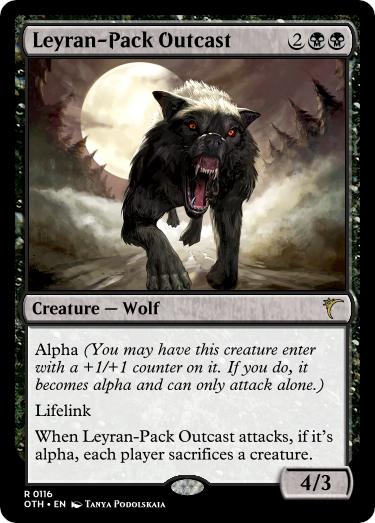 Leyran-Pack Outcast 2
Creature — Wolf
Alpha (You may have this creature enter
with a +1/+1 counter on it. If you do, it
becomes alpha and can only attack alone.)
Lifelink
When Leyran-Pack Outcast attacks, if it's
alpha, each player sacrifices a creature.
4/3
R 0116
OTH • EN Tanya Podolskaia